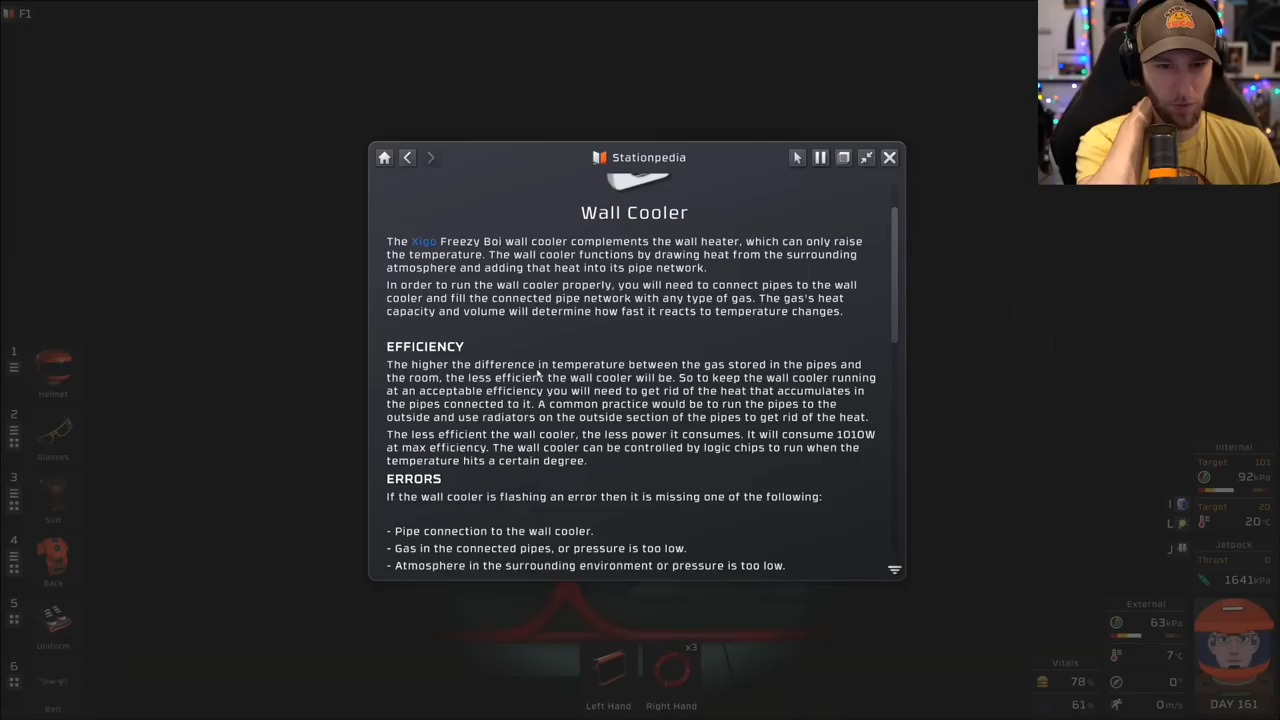 F1
Stationpedia
Wall Cooler
The Xigo Freezy Boi wall cooler complements the wall heater, which can only raise
the temperature. The wall cooler functions by drawing heat from the surrounding
atmosphere and adding that heat into its pipe network.
In order to run the wall cooler properly, you will need to connect pipes to the wall
cooler and fill the connected pipe network with any type of gas. The gas's heat
capacity and volume will determine how fast it reacts to temperature changes.
EFFICIENCY
The higher the difference in temperature between the gas stored in the pipes and
the room, the less efficient the wall cooler will be. So to keep the wall cooler running
at an acceptable efficiency you will need to get rid of the heat that accumulates in
the pipes connected to it. A common practice would be to run the pipes to the
outside and use radiators on the outside section of the pipes to get rid of the heat.
The less efficient the wall cooler, the less power it consumes. It will consume 1010W
at max efficiency. The wall cooler can be controlled by logic chips to run when the
temperature hits a certain degree.
ERRORS
If the wall cooler is flashing an error then it is missing one of the following:
- Pipe connection to the wall cooler.
- Gas in the connected pipes, or pressure is too low.
- Atmosphere in the surrounding environment or pressure is too low.
1
Helmet
2
Glasses
3
Suit
4
Back
5
Uniform
6
Belt
x3
Left Hand
Right Hand
Internal
Target 101
92kPa
Target 20
20°C
Jetpack
Thrust 0
1641kPa
External
63kPa
7°C
0°
0m/s
Vitals
78%
61%
DAY 161